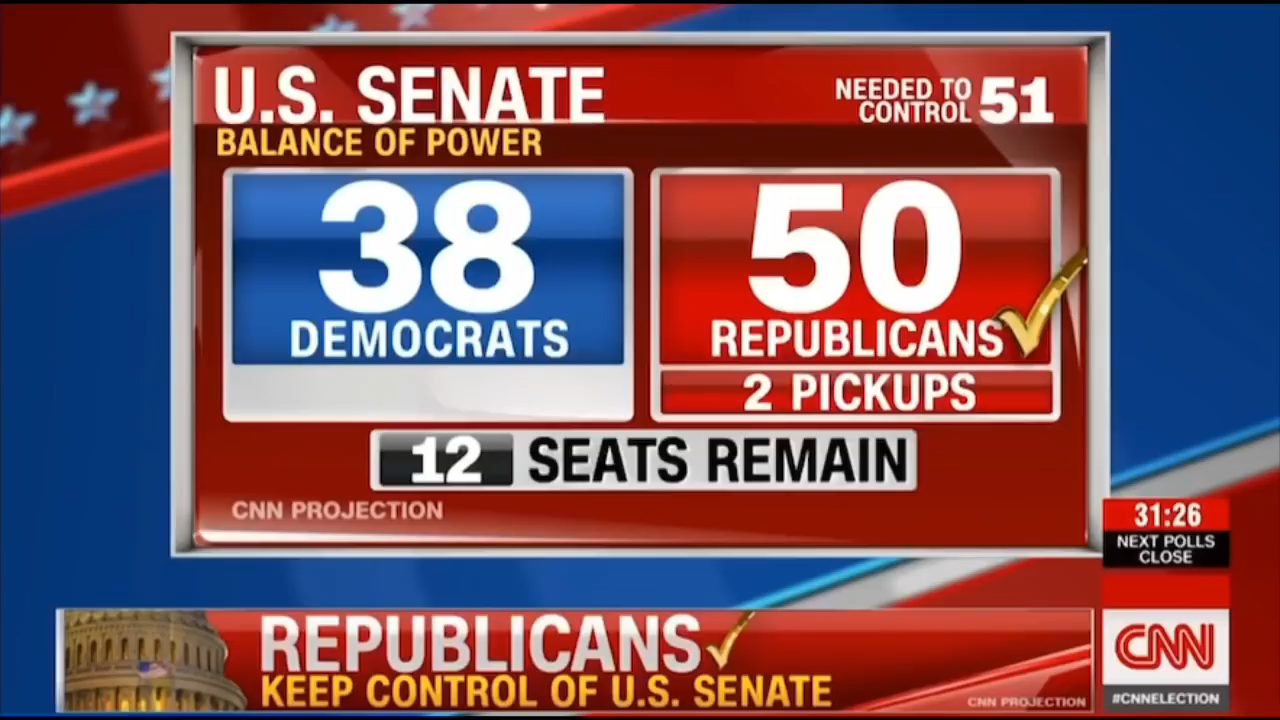 U.S. SENATE
BALANCE OF POWER
NEEDED TO
CONTROL 51
38
DEMOCRATS
50
REPUBLICANS
2 PICKUPS
12 SEATS REMAIN
CNN PROJECTION
31:26
NEXT POLLS
CLOSE
REPUBLICANS
KEEP CONTROL OF U.S. SENATE
CNN PROJECTION
CNN
#CNNELECTION